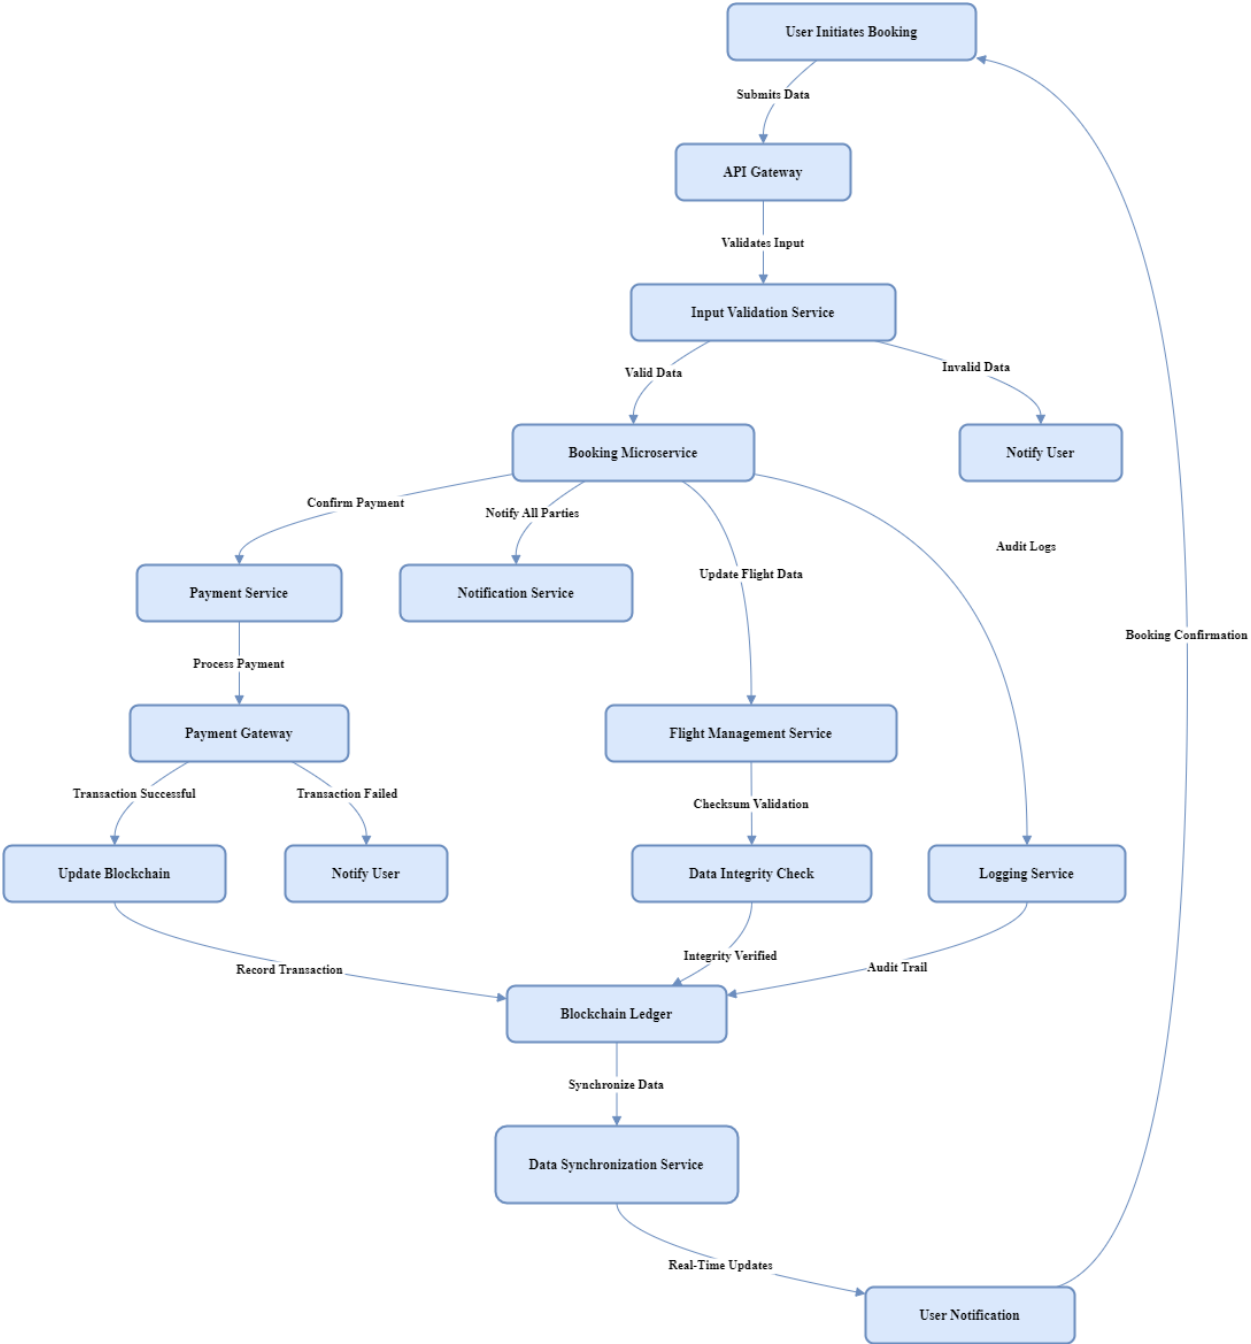 User Initiates Booking
Submits Data
API Gateway
Validates Input
Input Validation Service
Valid Data
Invalid Data
Booking Microservice
Notify User
Confirm Payment
Notify All Parties
Update Flight Data
Audit Logs
Payment Service
Notification Service
Booking Confirmation
Process Payment
Payment Gateway
Flight Management Service
Transaction Successful
Transaction Failed
Checksum Validation
Update Blockchain
Notify User
Data Integrity Check
Logging Service
Record Transaction
Integrity Verified
Audit Trail
Blockchain Ledger
Synchronize Data
Data Synchronization Service
Real-Time Updates
User Notification